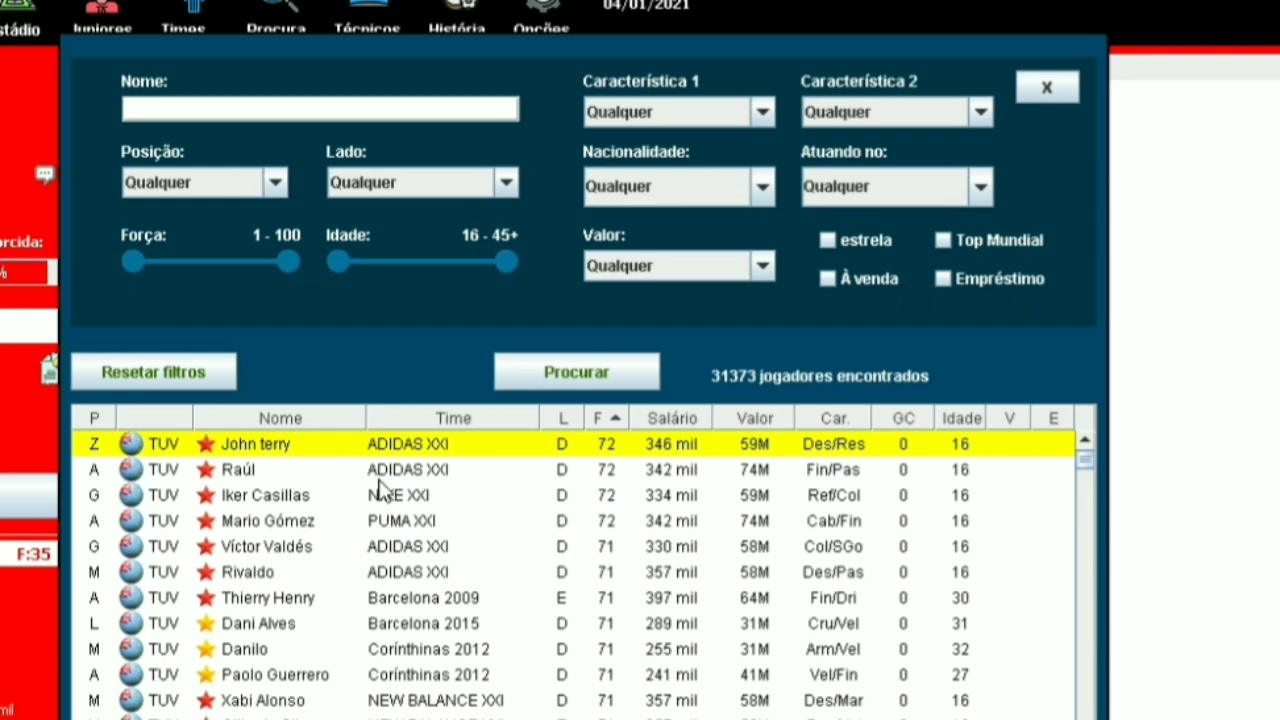 04/01/2021
stádio Juniores Times Procura Técnicos História Opções
Nome: Característica 1 Característica 2 X
Qualquer Qualquer
Posição: Lado: Nacionalidade: Atuando no:
Qualquer Qualquer Qualquer Qualquer
Força: 1 - 100 Idade: 16 - 45+ Valor: estrela Top Mundial
orcida:
Qualquer À venda Empréstimo
%
Resetar filtros Procurar 31373 jogadores encontrados
P Nome Time L F Salário Valor Car. GC Idade V E
Z TUV John terry ADIDAS XXI D 72 346 mil 59M Des/Res 0 16
A TUV Raúl ADIDAS XXI D 72 342 mil 74M Fin/Pas 0 16
G TUV Iker Casillas NIKE XXI D 72 334 mil 59M Ref/Col 0 16
A TUV Mario Gómez PUMA XXI D 72 342 mil 74M Cab/Fin 0 16
G TUV Víctor Valdés ADIDAS XXI D 71 330 mil 58M Col/SGo 0 16
F:35
M TUV Rivaldo ADIDAS XXI D 71 357 mil 58M Des/Pas 0 16
A TUV Thierry Henry Barcelona 2009 E 71 397 mil 64M Fin/Dri 0 30
L TUV Dani Alves Barcelona 2015 D 71 289 mil 31M Cru/Vel 0 31
M TUV Danilo Corínthinas 2012 D 71 255 mil 31M Arm/Vel 0 32
A TUV Paolo Guerrero Corínthinas 2012 D 71 241 mil 41M Vel/Fin 0 27
M TUV Xabi Alonso NEW BALANCE XXI D 71 357 mil 58M Des/Mar 0 16
mil